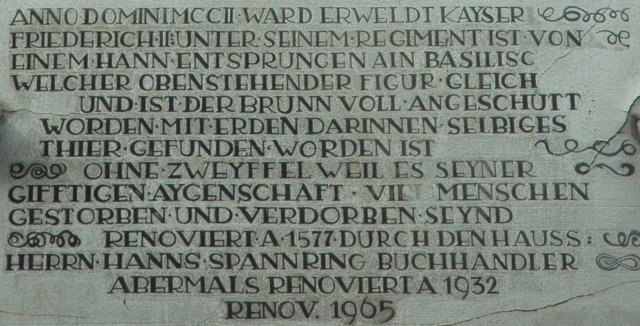 ANNO DOMINI MCCII · WARD ERWELDT KAYSER
FRIEDERICH II: UNTER SEINEM · REGIMENT IST · VON
EINEM · HANN · ENTSPRUNGEN AIN BASILISC
WELCHER OBENSTEHENDER FIGUR · GLEICH
UND · IST · DER BRUNN VOLL · ANGESCHUTT
WORDEN · MIT · ERDEN DARINNEN · SELBIGES
THIER · GEFUNDEN · WORDEN IST
OHNE · ZWEYFFEL WEIL ES SEYNER
GIFFTIGEN · AYGENSCHAFT · VILL MENSCHEN
GESTORBEN · UND · VERDORBEN · SEYND
RENOVIERT · A · 1577 · DURCH DEN HAUSS :
HERRN · HANNS · SPANNRING BUCHHANDLER
ABERMALS RENOVIERT A 1932
RENOV. 1965